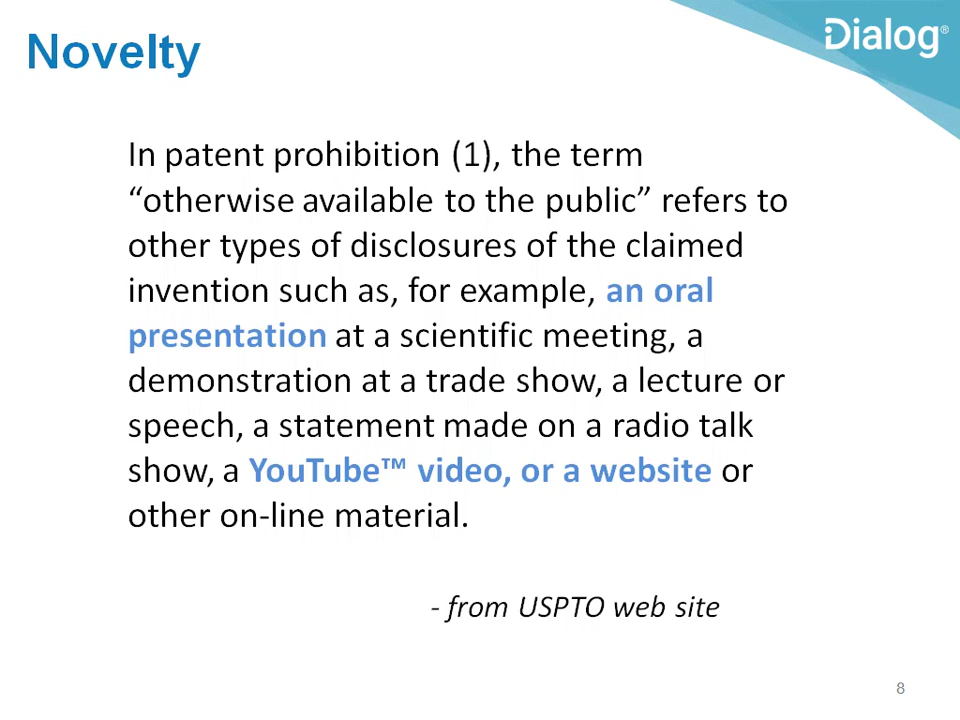 Novelty
iDialog®
In patent prohibition (1), the term
“otherwise available to the public” refers to
other types of disclosures of the claimed
invention such as, for example, an oral
presentation at a scientific meeting, a
demonstration at a trade show, a lecture or
speech, a statement made on a radio talk
show, a YouTube™ video, or a website or
other on-line material.
- from USPTO web site
8